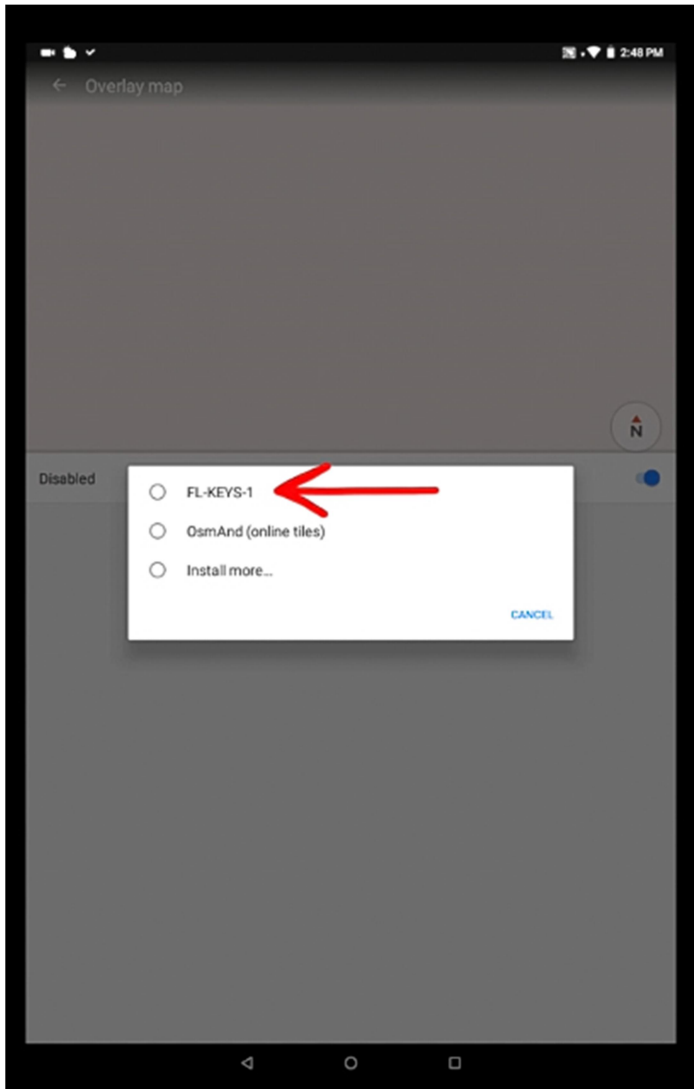 2:48 PM
Overlay map
N
Disabled
FL-KEYS-1
OsmAnd (online tiles)
Install more...
CANCEL